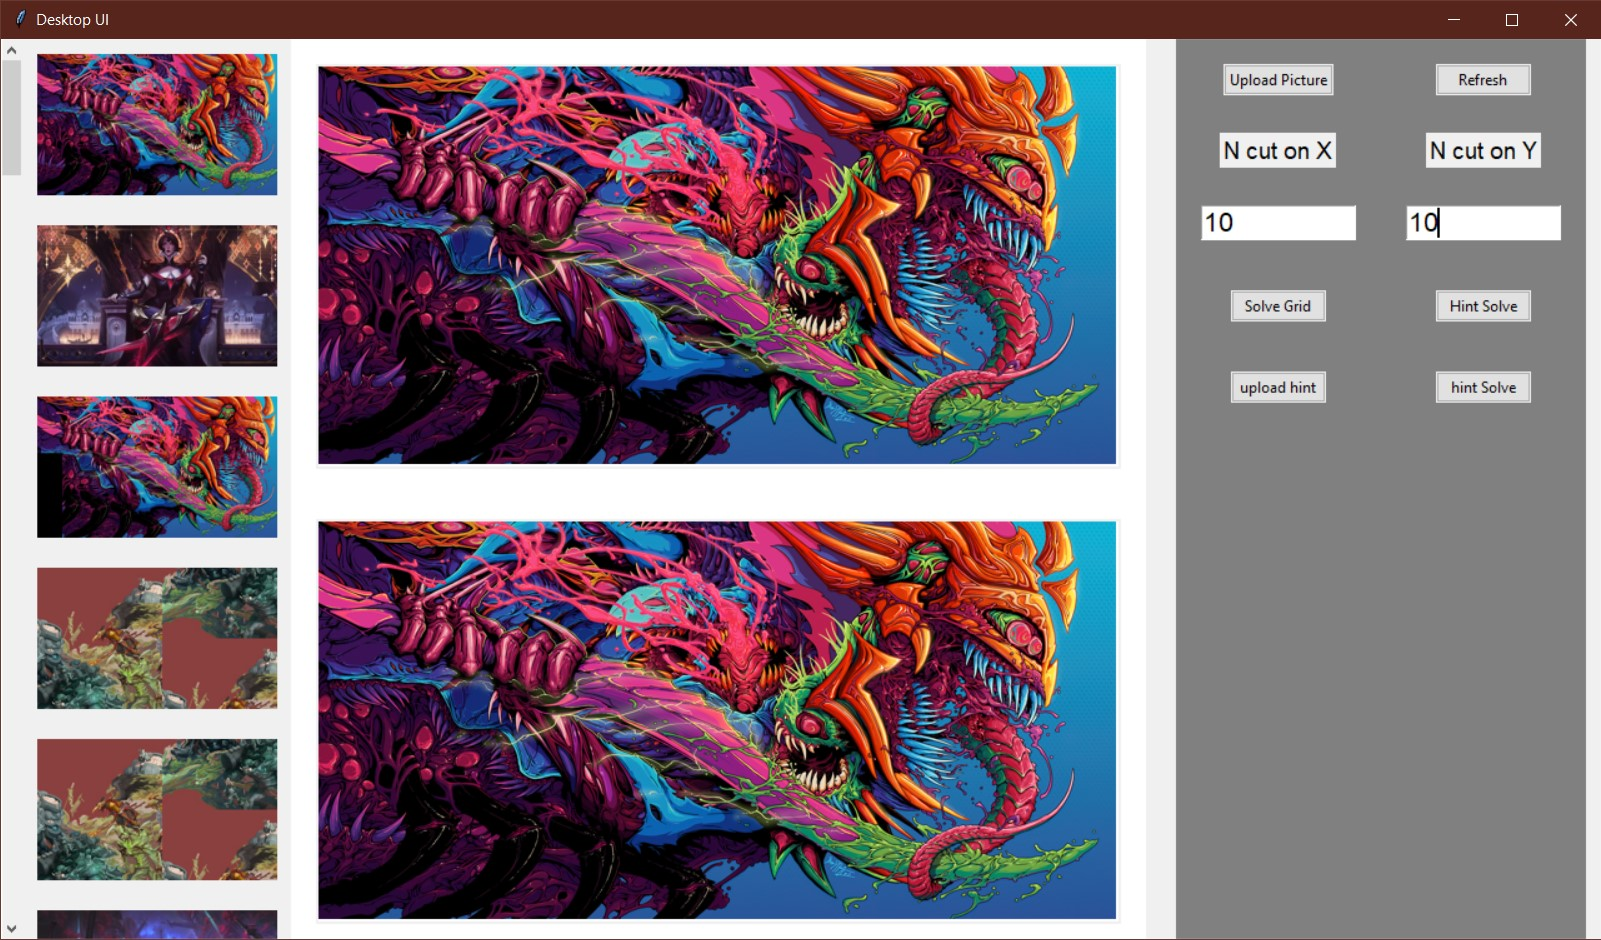 Desktop UI
Upload Picture
Refresh
N cut on X
N cut on Y
10
10
Solve Grid
Hint Solve
upload hint
hint Solve